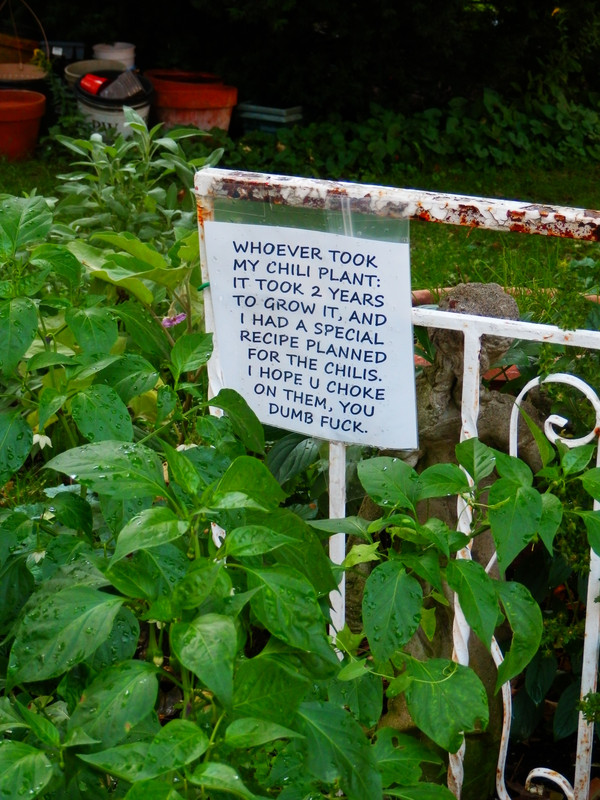 WHOEVER TOOK
MY CHILI PLANT:
IT TOOK 2 YEARS
TO GROW IT, AND
I HAD A SPECIAL
RECIPE PLANNED
FOR THE CHILIS.
I HOPE U CHOKE
ON THEM, YOU
DUMB FUCK.